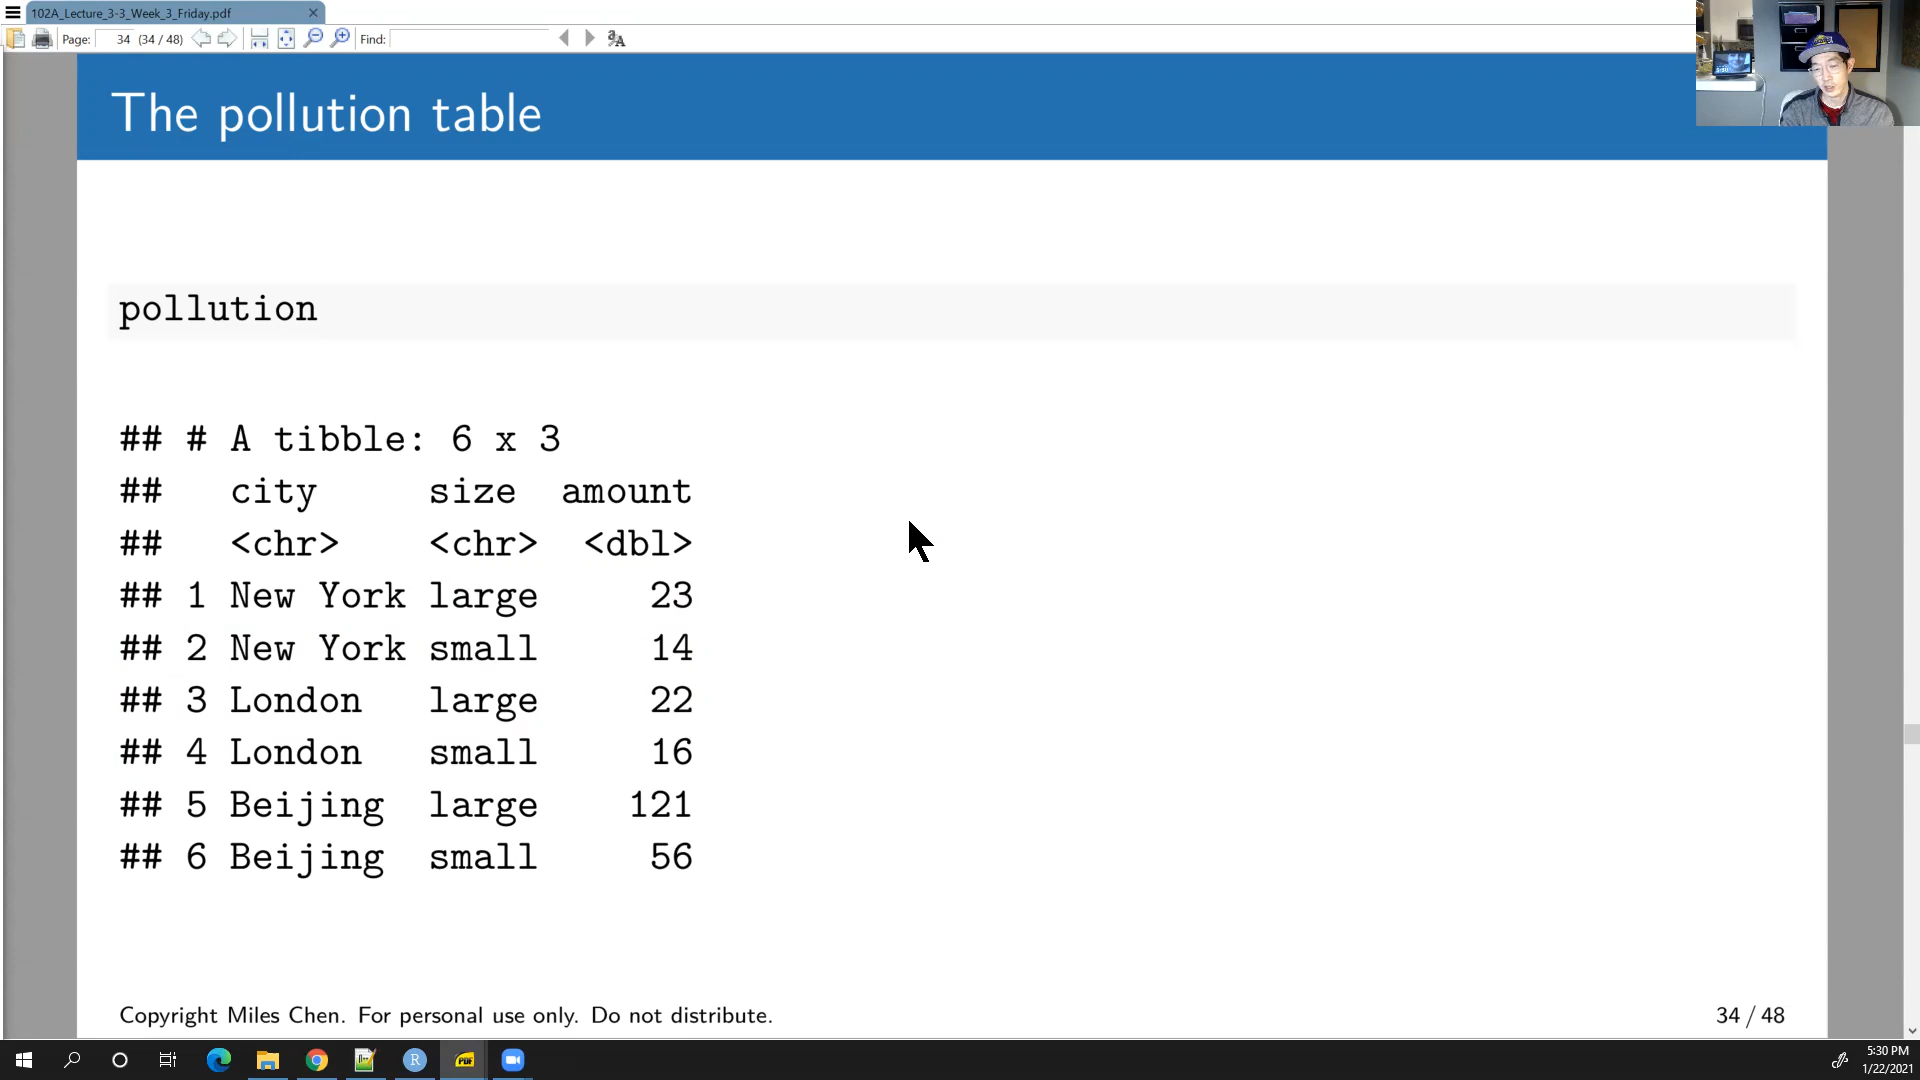 102A_Lecture_3-3_Week_3_Friday.pdf
Page: 34 (34 / 48) Find:
The pollution table
pollution
## # A tibble: 6 x 3
## city size amount
## <chr> <chr> <dbl>
## 1 New York large 23
## 2 New York small 14
## 3 London large 22
## 4 London small 16
## 5 Beijing large 121
## 6 Beijing small 56
Copyright Miles Chen. For personal use only. Do not distribute.
34 / 48
R
PDF
5:30 PM
1/22/2021